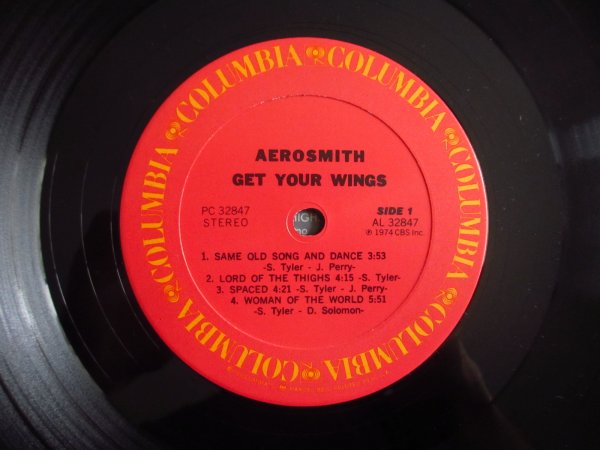 COLUMBIA COLUMBIA COLUMBIA COLUMBIA COLUMBIA COLUMBIA
AEROSMITH
GET YOUR WINGS
PC 32847
STEREO
SIDE 1
AL 32847
℗ 1974 CBS Inc.
1. SAME OLD SONG AND DANCE 3:53
-S. Tyler - J. Perry-
2. LORD OF THE THIGHS 4:15 -S. Tyler-
3. SPACED 4:21 -S. Tyler - J. Perry-
4. WOMAN OF THE WORLD 5:51
-S. Tyler - D. Solomon-